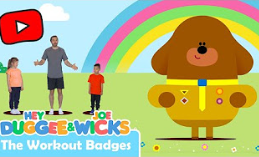 HEY
JOE
DUGGEE & WICKS
The Workout Badges